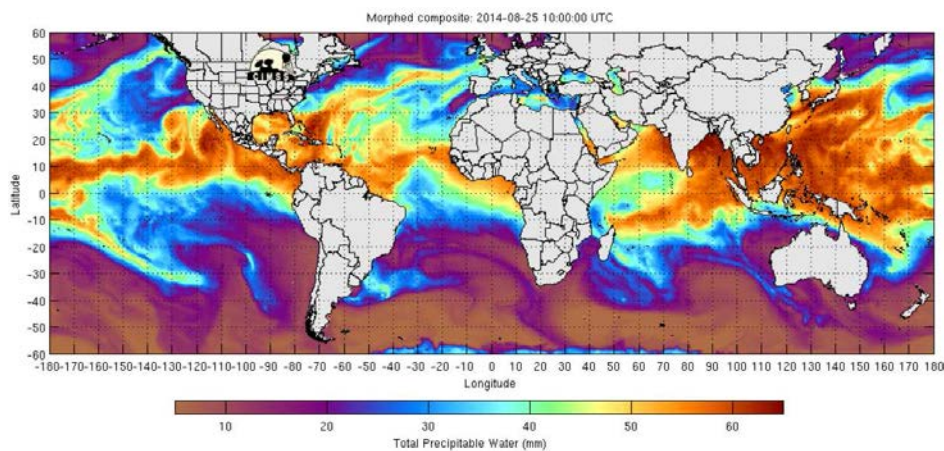 Morphed composite: 2014-08-25 10:00:00 UTC
60
50
40
30
20
10
0
-10
-20
-30
-40
-50
-60
Latitude
CIMSS
-180-170-160-150-140-130-120-110-100 -90 -80 -70 -60 -50 -40 -30 -20 -10 0 10 20 30 40 50 60 70 80 90 100 110 120 130 140 150 160 170 180
Longitude
10 20 30 40 50 60
Total Precipitable Water (mm)